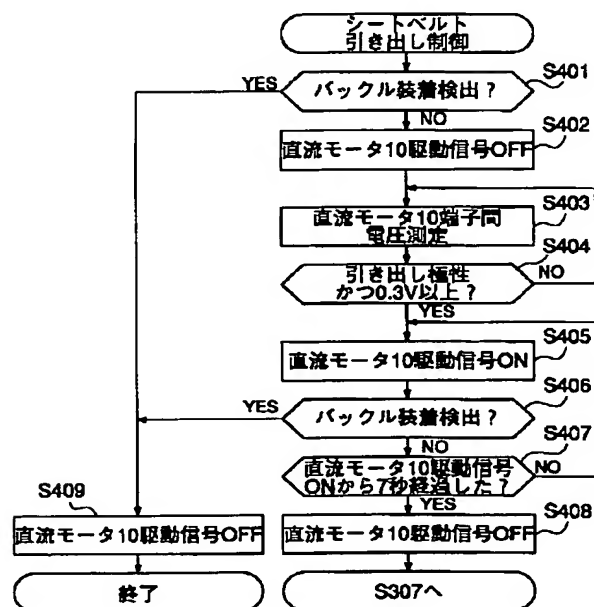 シートベルト
引き出し制御
S401
YES
バックル装着検出？
NO
S402
直流モータ10駆動信号OFF
S403
直流モータ10端子間
電圧測定
S404
引き出し極性
かつ0.3V以上？
NO
YES
S405
直流モータ10駆動信号ON
S406
YES
バックル装着検出？
NO
S407
直流モータ10駆動信号
ONから7秒経過した？
NO
YES
S409
S408
直流モータ10駆動信号OFF
直流モータ10駆動信号OFF
終了
S307へ